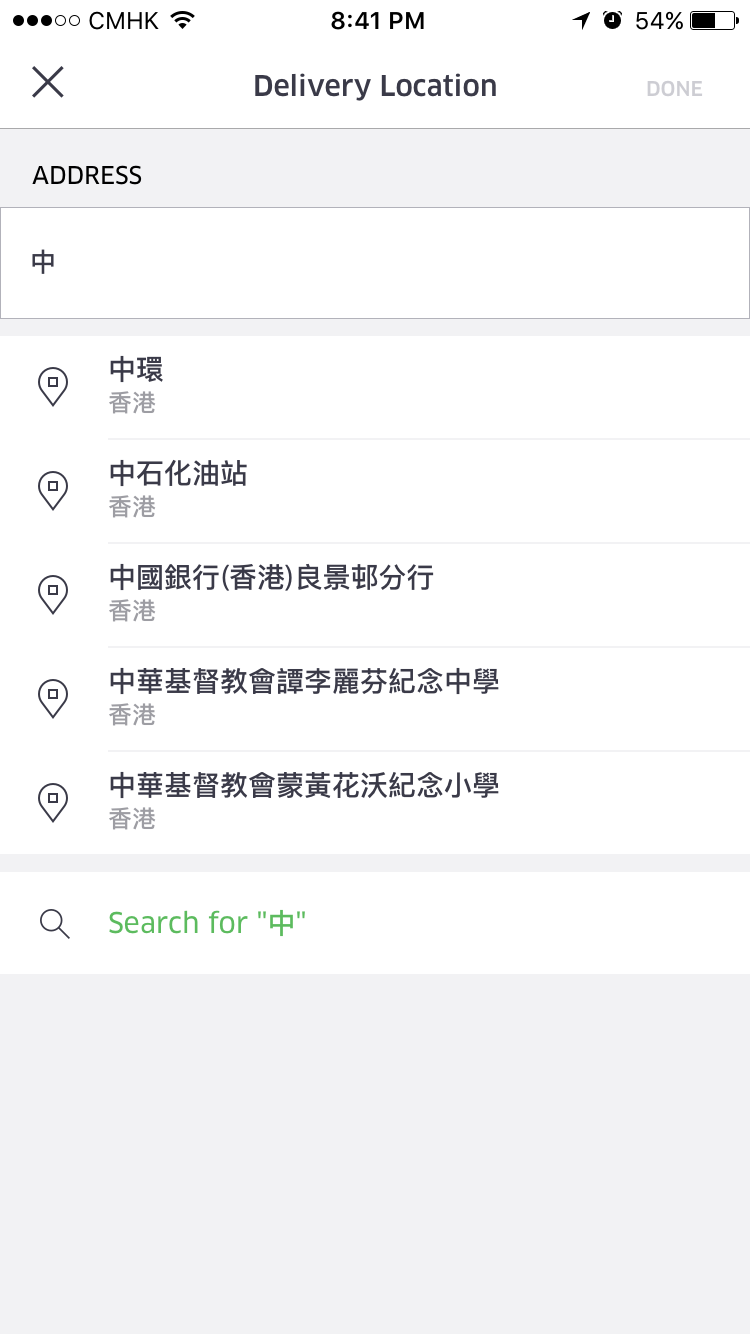 CMHK 8:41 PM 54%
Delivery Location DONE
ADDRESS
中
中環
香港
中石化油站
香港
中國銀行(香港)良景邨分行
香港
中華基督教會譚李麗芬紀念中學
香港
中華基督教會蒙黃花沃紀念小學
香港
Search for "中"